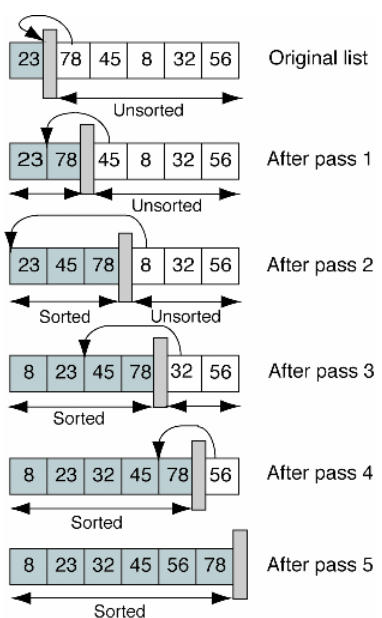 23 78 45 8 32 56 Original list
Unsorted
23 78 45 8 32 56 After pass 1
Unsorted
23 45 78 8 32 56 After pass 2
Sorted Unsorted
8 23 45 78 32 56 After pass 3
Sorted
8 23 32 45 78 56 After pass 4
Sorted
8 23 32 45 56 78 After pass 5
Sorted